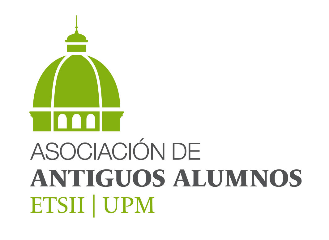 ASOCIACIÓN DE
ANTIGUOS ALUMNOS
ETSII | UPM